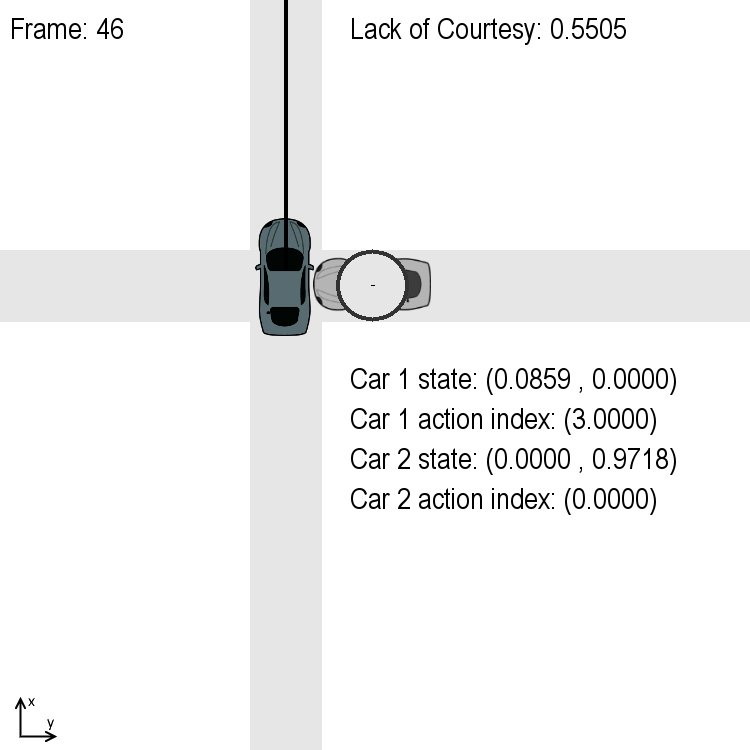 Frame: 46
Lack of Courtesy: 0.5505
Car 1 state: (0.0859 , 0.0000)
Car 1 action index: (3.0000)
Car 2 state: (0.0000 , 0.9718)
Car 2 action index: (0.0000)
x
y